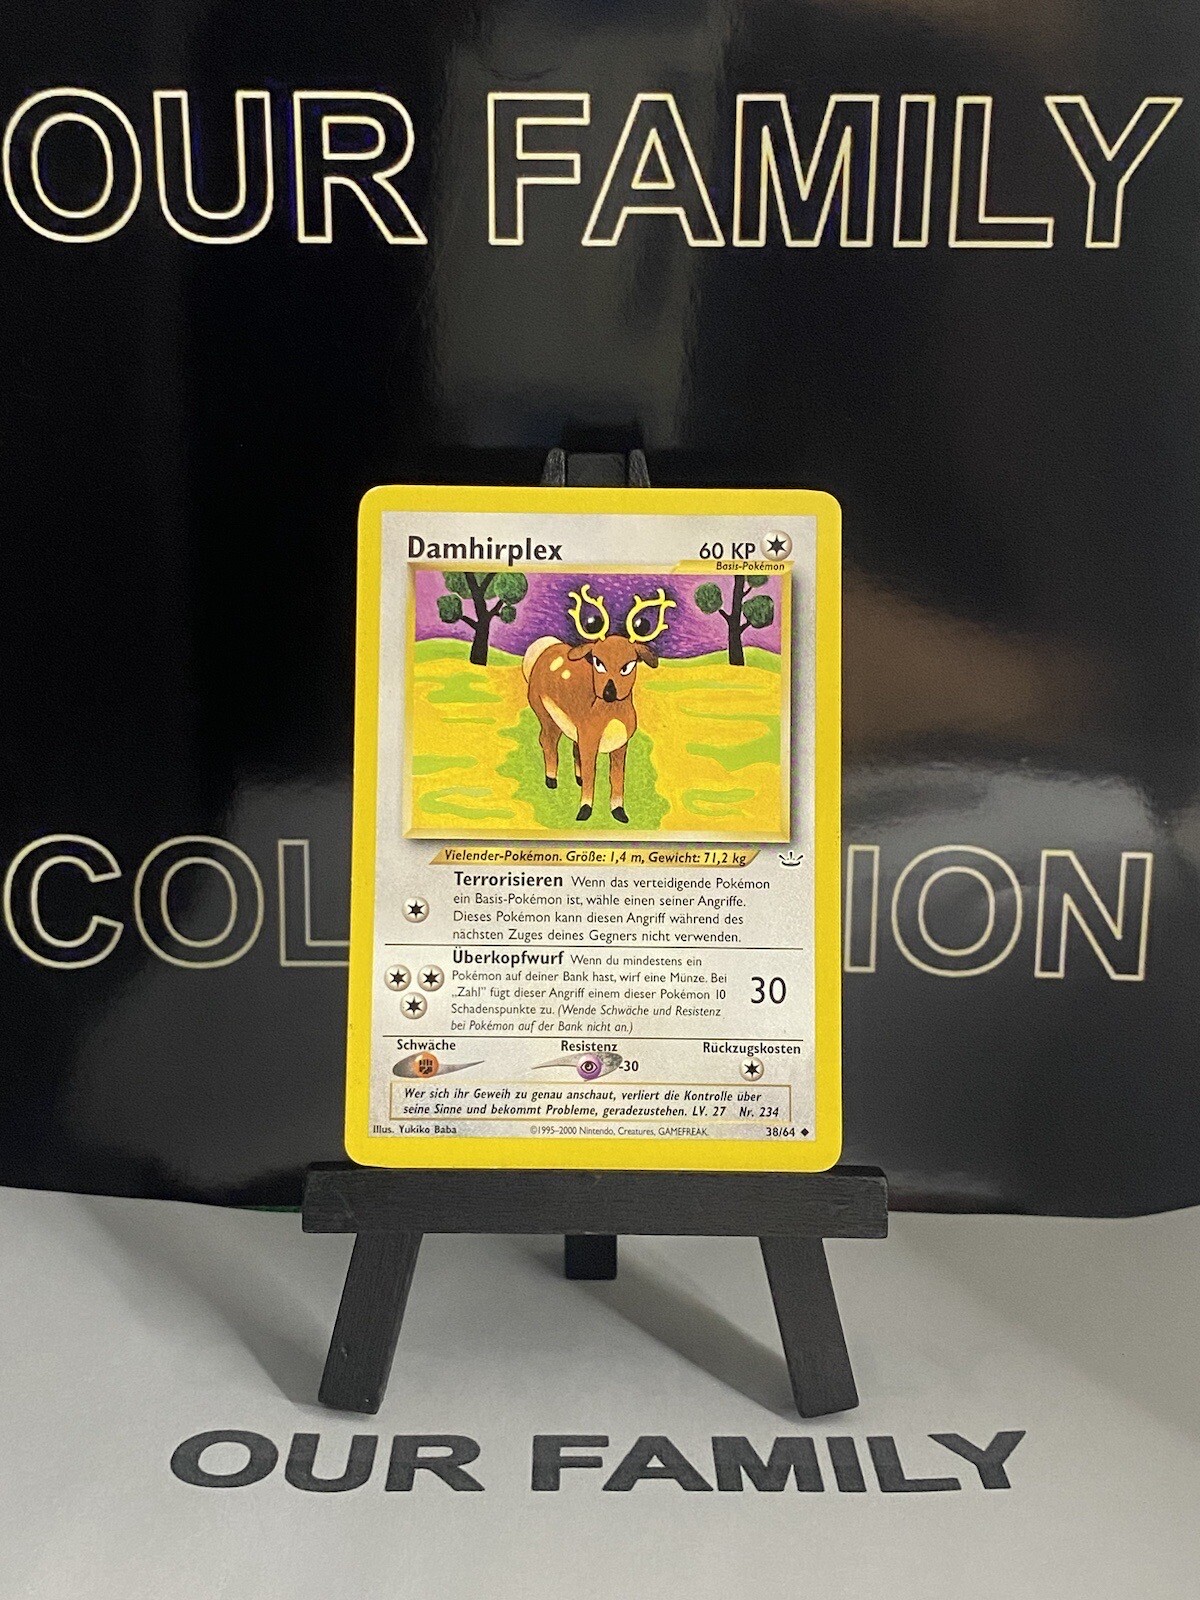 OUR FAMILY
Damhirplex
60 KP
Basis-Pokémon
Vielender-Pokémon. Größe: 1,4 m, Gewicht: 71,2 kg
Terrorisieren Wenn das verteidigende Pokémon
ein Basis-Pokémon ist, wähle einen seiner Angriffe.
Dieses Pokémon kann diesen Angriff während des
nächsten Zuges deines Gegners nicht verwenden.
COL ION
Überkopfwurf Wenn du mindestens ein
Pokémon auf deiner Bank hast, wirf eine Münze. Bei
„Zahl" fügt dieser Angriff einem dieser Pokémon 10
Schadenspunkte zu. (Wende Schwäche und Resistenz
bei Pokémon auf der Bank nicht an.)
30
Schwäche Resistenz Rückzugskosten
-30
Wer sich ihr Geweih zu genau anschaut, verliert die Kontrolle über
seine Sinne und bekommt Probleme, geradezustehen. LV. 27 Nr. 234
Illus. Yukiko Baba ©1995–2000 Nintendo, Creatures, GAMEFREAK. 38/64
OUR FAMILY